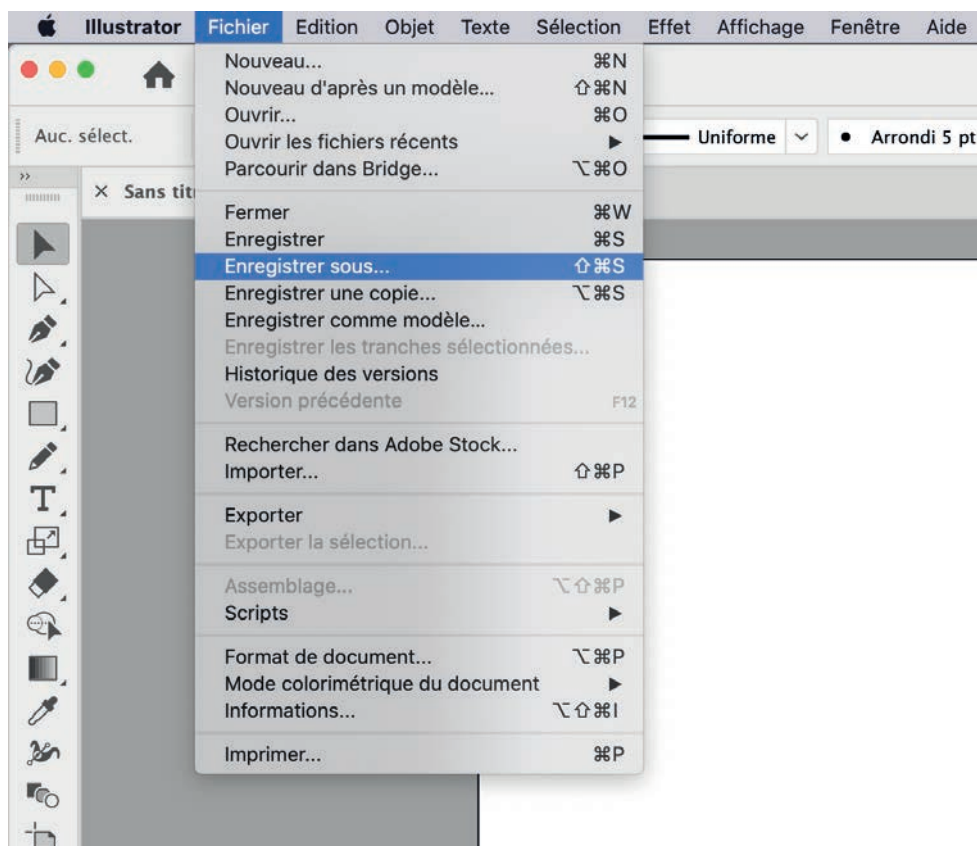 Illustrator Fichier Edition Objet Texte Sélection Effet Affichage Fenêtre Aide
Nouveau... ⌘N
Nouveau d'après un modèle... ⇧⌘N
Ouvrir... ⌘O
Auc. sélect. Ouvrir les fichiers récents ▶ Uniforme • Arrondi 5 pt
Parcourir dans Bridge... ⌥⌘O
× Sans tit
Fermer ⌘W
Enregistrer ⌘S
Enregistrer sous... ⇧⌘S
Enregistrer une copie... ⌥⌘S
Enregistrer comme modèle...
Enregistrer les tranches sélectionnées...
Historique des versions
Version précédente F12
Rechercher dans Adobe Stock...
Importer... ⇧⌘P
Exporter ▶
Exporter la sélection...
Assemblage... ⌥⇧⌘P
Scripts ▶
Format de document... ⌥⌘P
Mode colorimétrique du document ▶
Informations... ⌥⇧⌘I
Imprimer... ⌘P